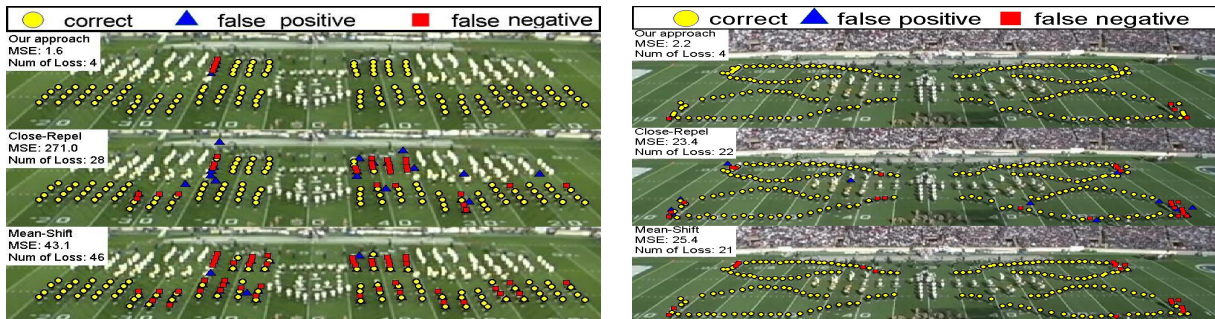 correct false positive false negative
Our approach
MSE: 1.6
Num of Loss: 4
Close-Repel
MSE: 271.0
Num of Loss: 28
Mean-Shift
MSE: 43.1
Num of Loss: 46
correct false positive false negative
Our approach
MSE: 2.2
Num of Loss: 4
Close-Repel
MSE: 23.4
Num of Loss: 22
Mean-Shift
MSE: 25.4
Num of Loss: 21